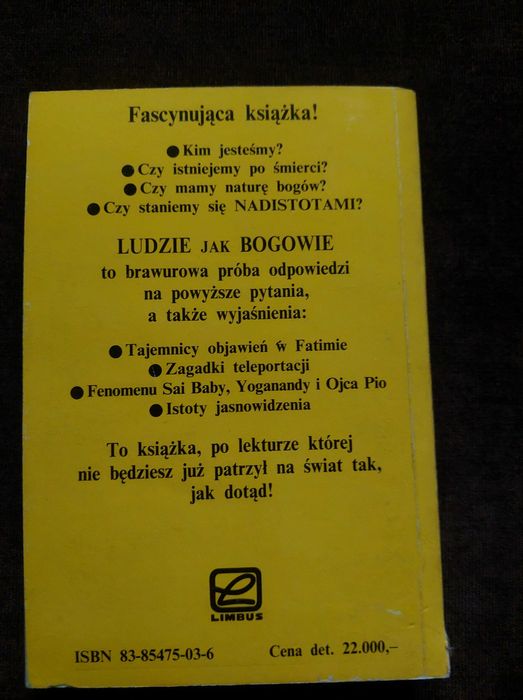 Fascynująca książka!
● Kim jesteśmy?
● Czy istniejemy po śmierci?
● Czy mamy naturę bogów?
● Czy staniemy się NADISTOTAMI?
LUDZIE JAK BOGOWIE
to brawurowa próba odpowiedzi
na powyższe pytania,
a także wyjaśnienia:
● Tajemnicy objawień w Fatimie
● Zagadki teleportacji
● Fenomenu Sai Baby, Yoganandy i Ojca Pio
● Istoty jasnowidzenia
To książka, po lekturze której
nie będziesz już patrzył na świat tak,
jak dotąd!
LIMBUS
ISBN 83-85475-03-6 Cena det. 22.000,–